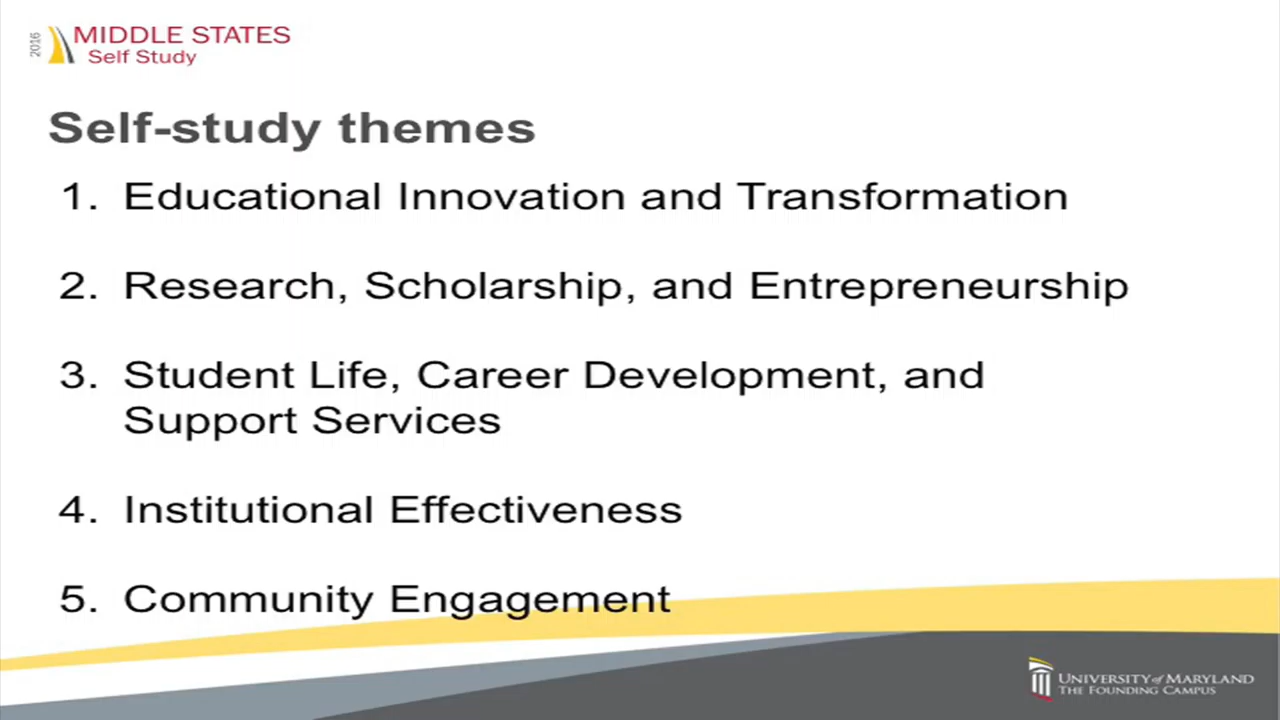 2016
MIDDLE STATES
Self Study
Self-study themes
1. Educational Innovation and Transformation
2. Research, Scholarship, and Entrepreneurship
3. Student Life, Career Development, and
Support Services
4. Institutional Effectiveness
5. Community Engagement
UNIVERSITY of MARYLAND
THE FOUNDING CAMPUS